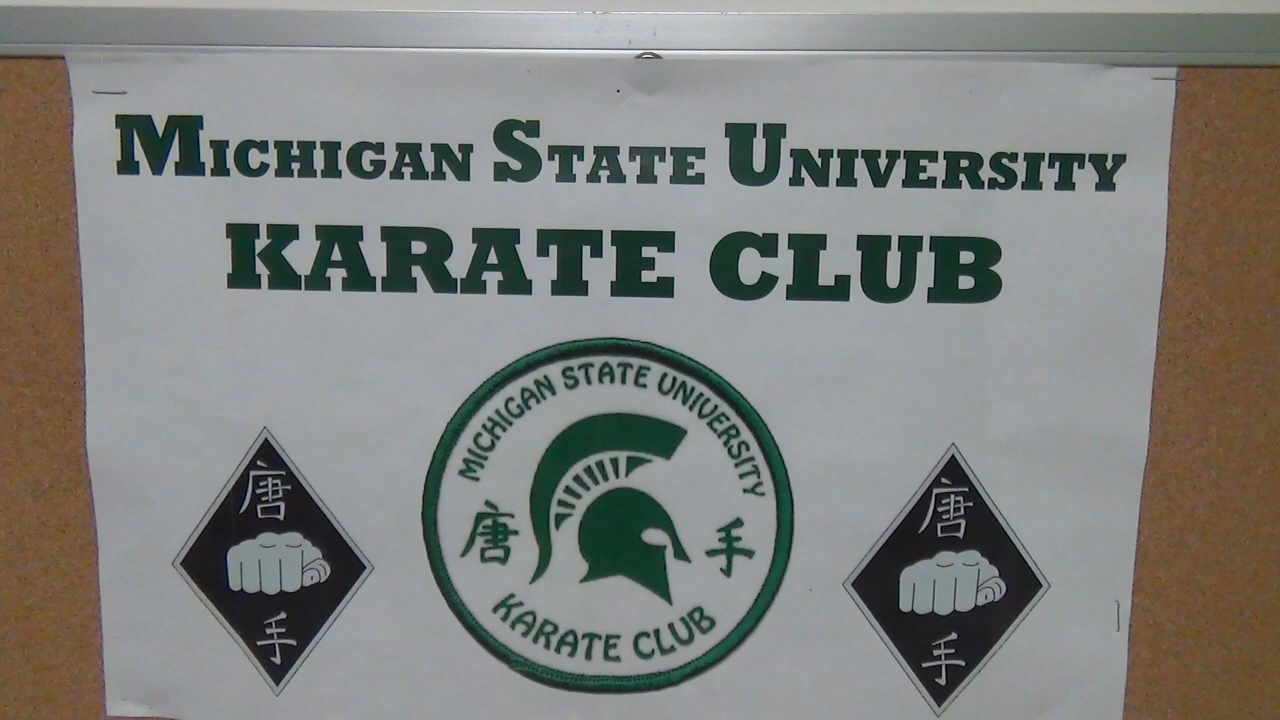 MICHIGAN STATE UNIVERSITY
KARATE CLUB
MICHIGAN STATE UNIVERSITY
唐 手
KARATE CLUB
唐
手
唐
手